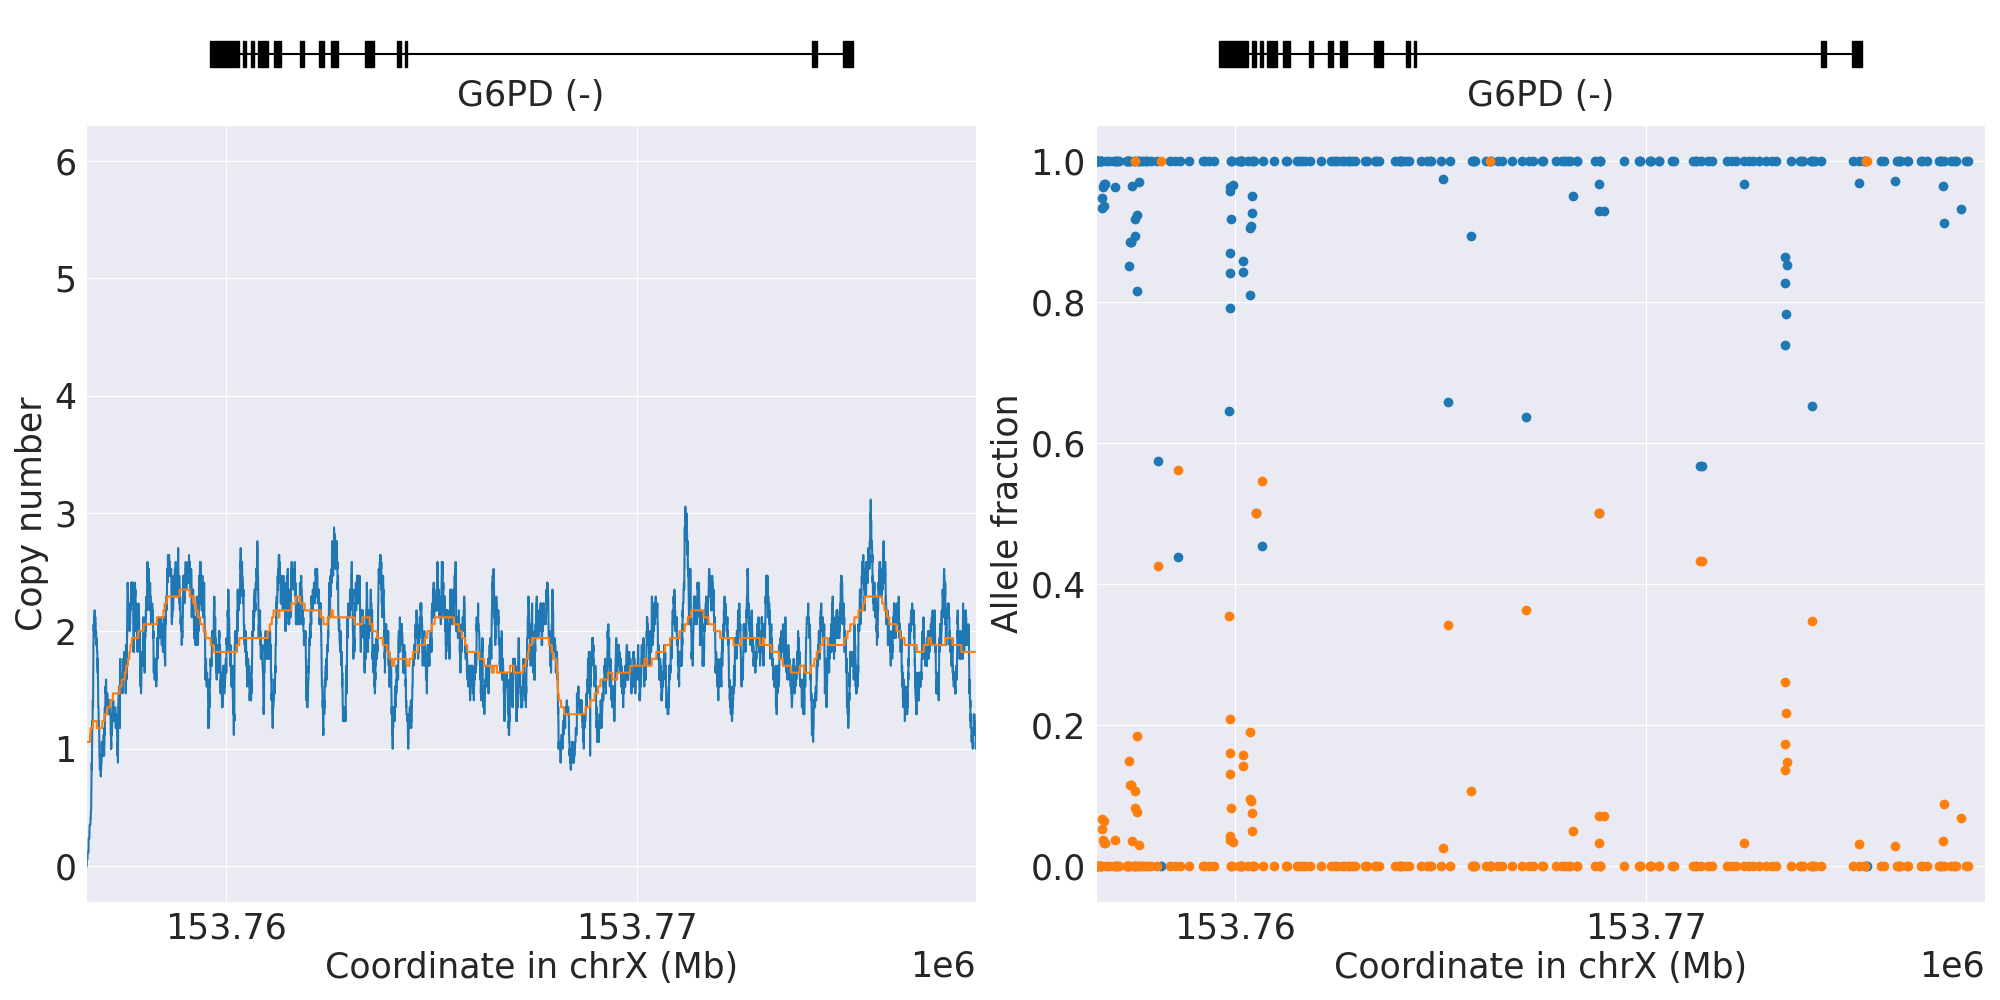 G6PD (-)
6
5
4
3
2
1
0
Copy number
153.76
153.77
Coordinate in chrX (Mb)
1e6
G6PD (-)
1.0
0.8
0.6
0.4
0.2
0.0
Allele fraction
153.76
153.77
Coordinate in chrX (Mb)
1e6